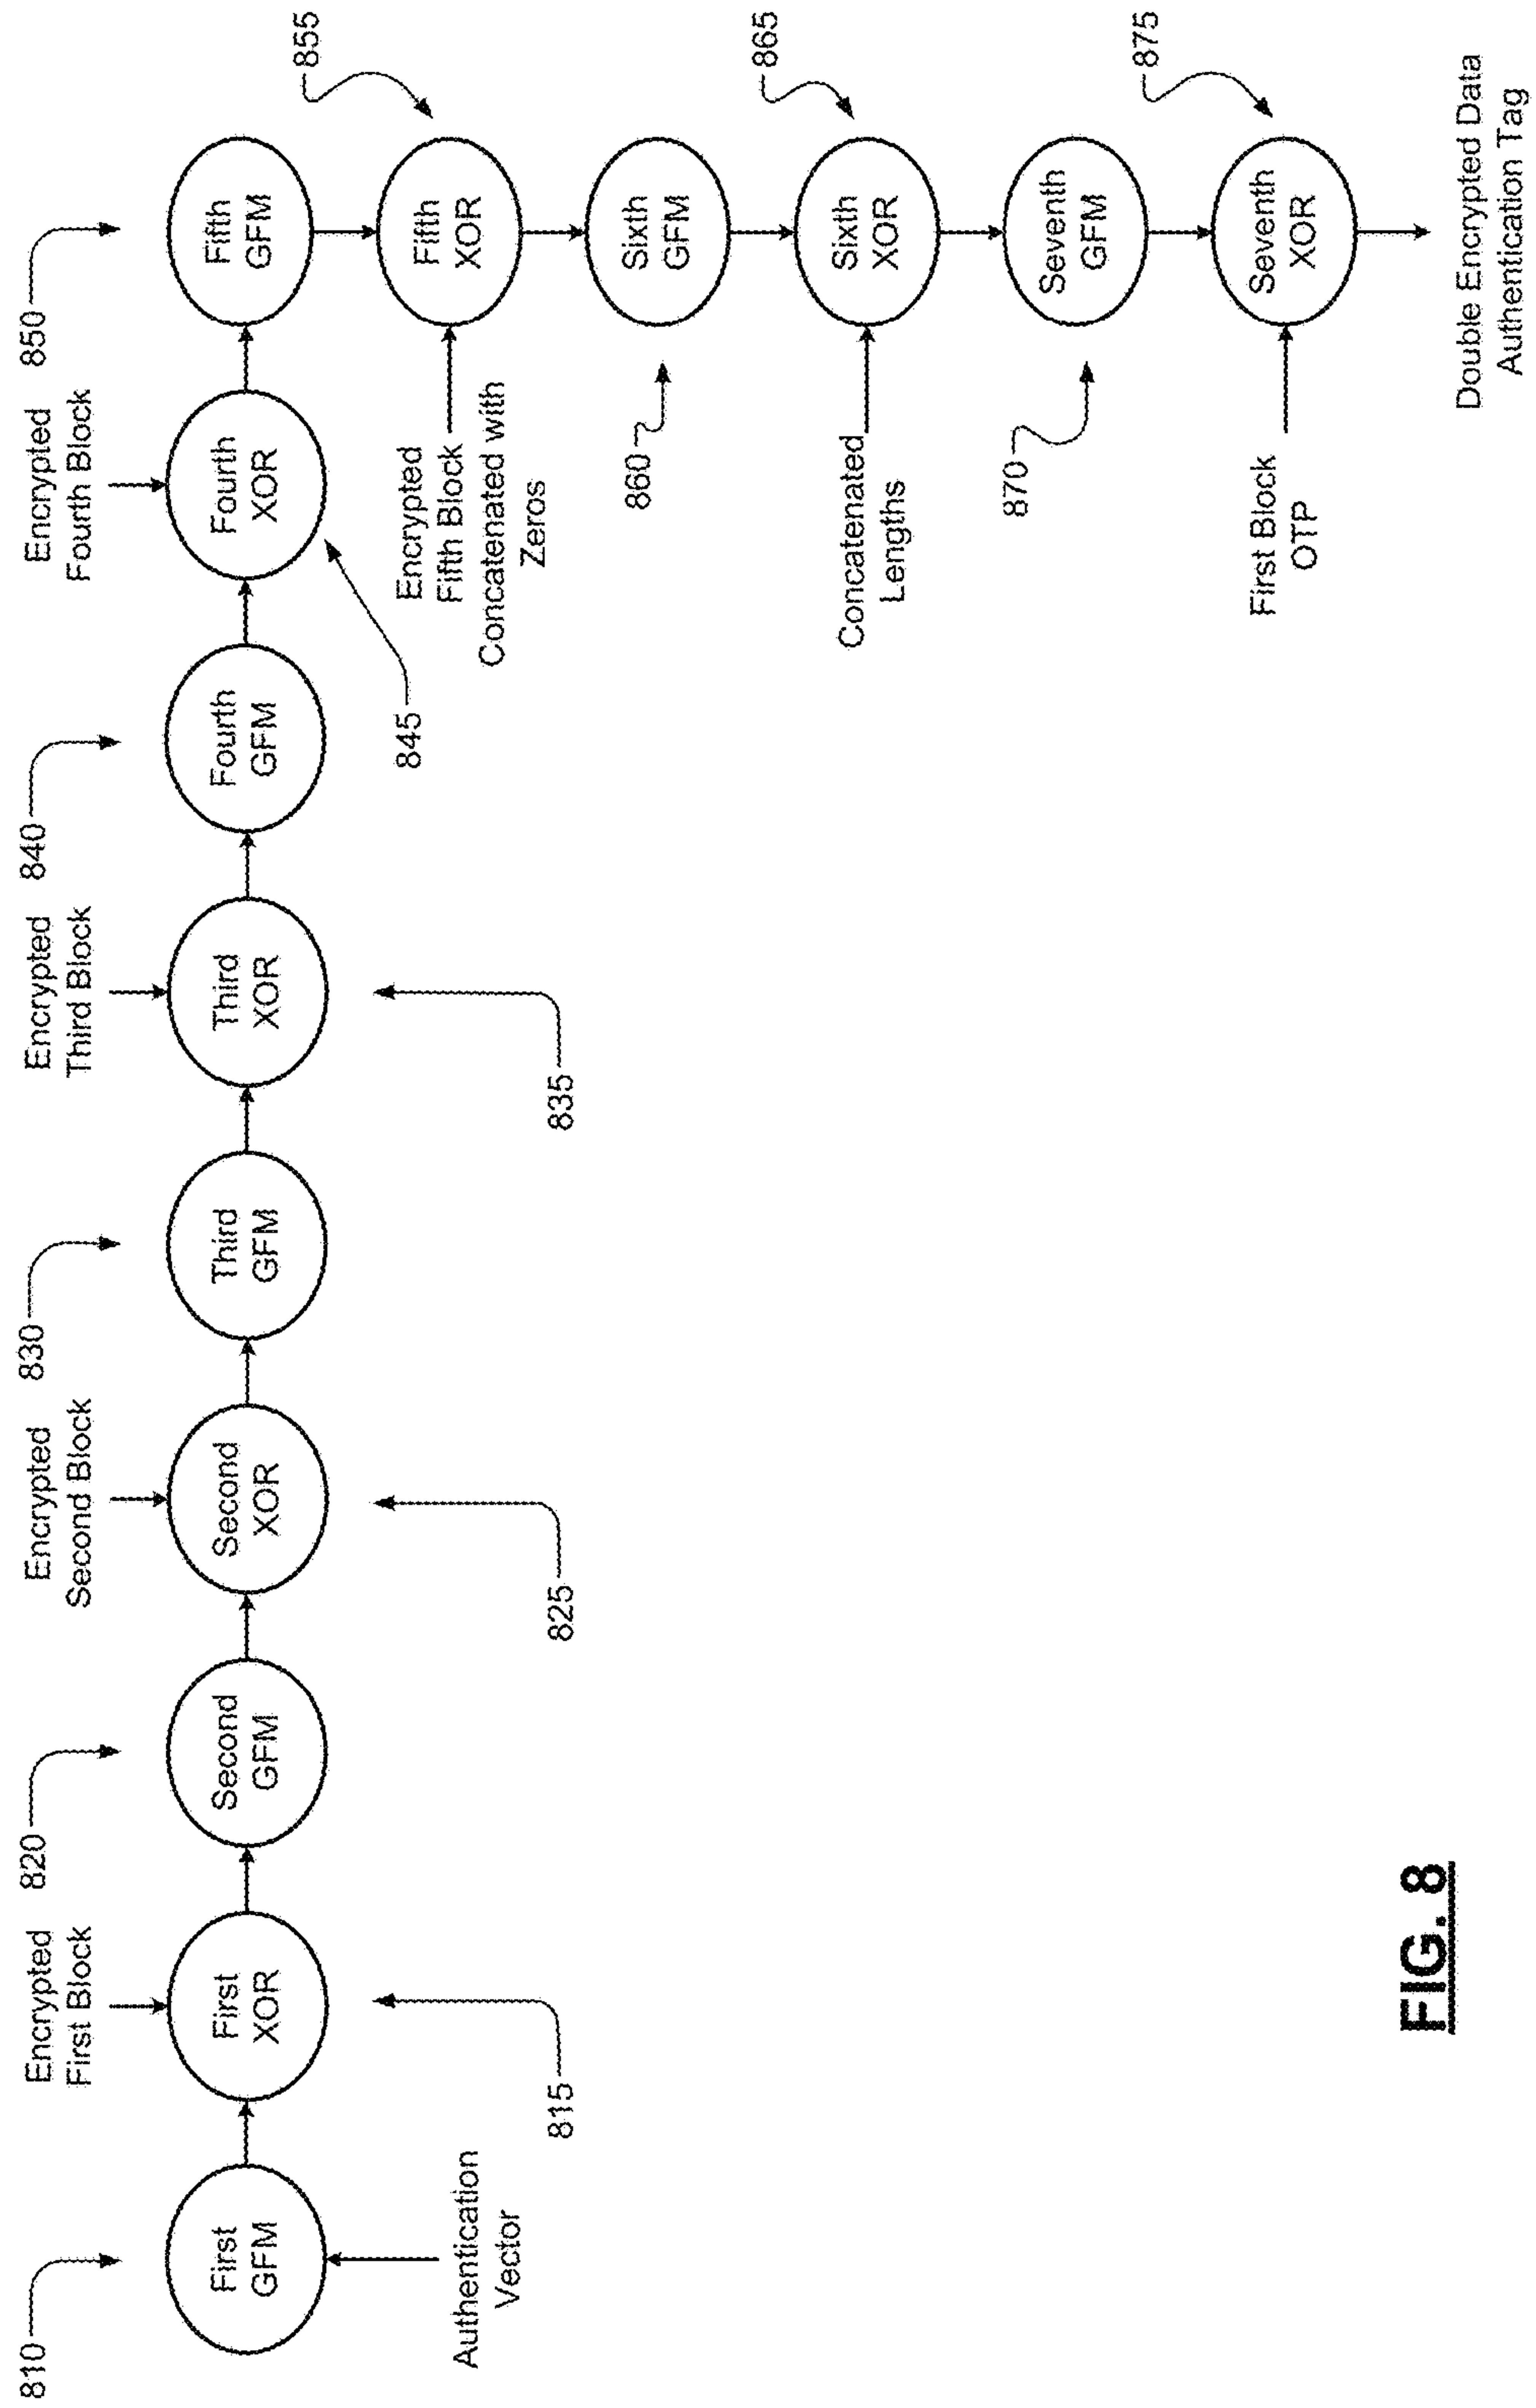 810
First
GFM
Authentication
Vector
Encrypted
First Block
First
XOR
815
820
Second
GFM
Encrypted
Second Block
Second
XOR
825
830
Third
GFM
Encrypted
Third Block
Third
XOR
835
840
Fourth
GFM
Encrypted
Fourth Block
Fourth
XOR
845
850
Fifth
GFM
855
Fifth
XOR
Encrypted
Fifth Block
Concatenated with
Zeros
860
Sixth
GFM
865
Sixth
XOR
Concatenated
Lengths
870
Seventh
GFM
875
Seventh
XOR
First Block
OTP
Double Encrypted Data
Authentication Tag
FIG. 8